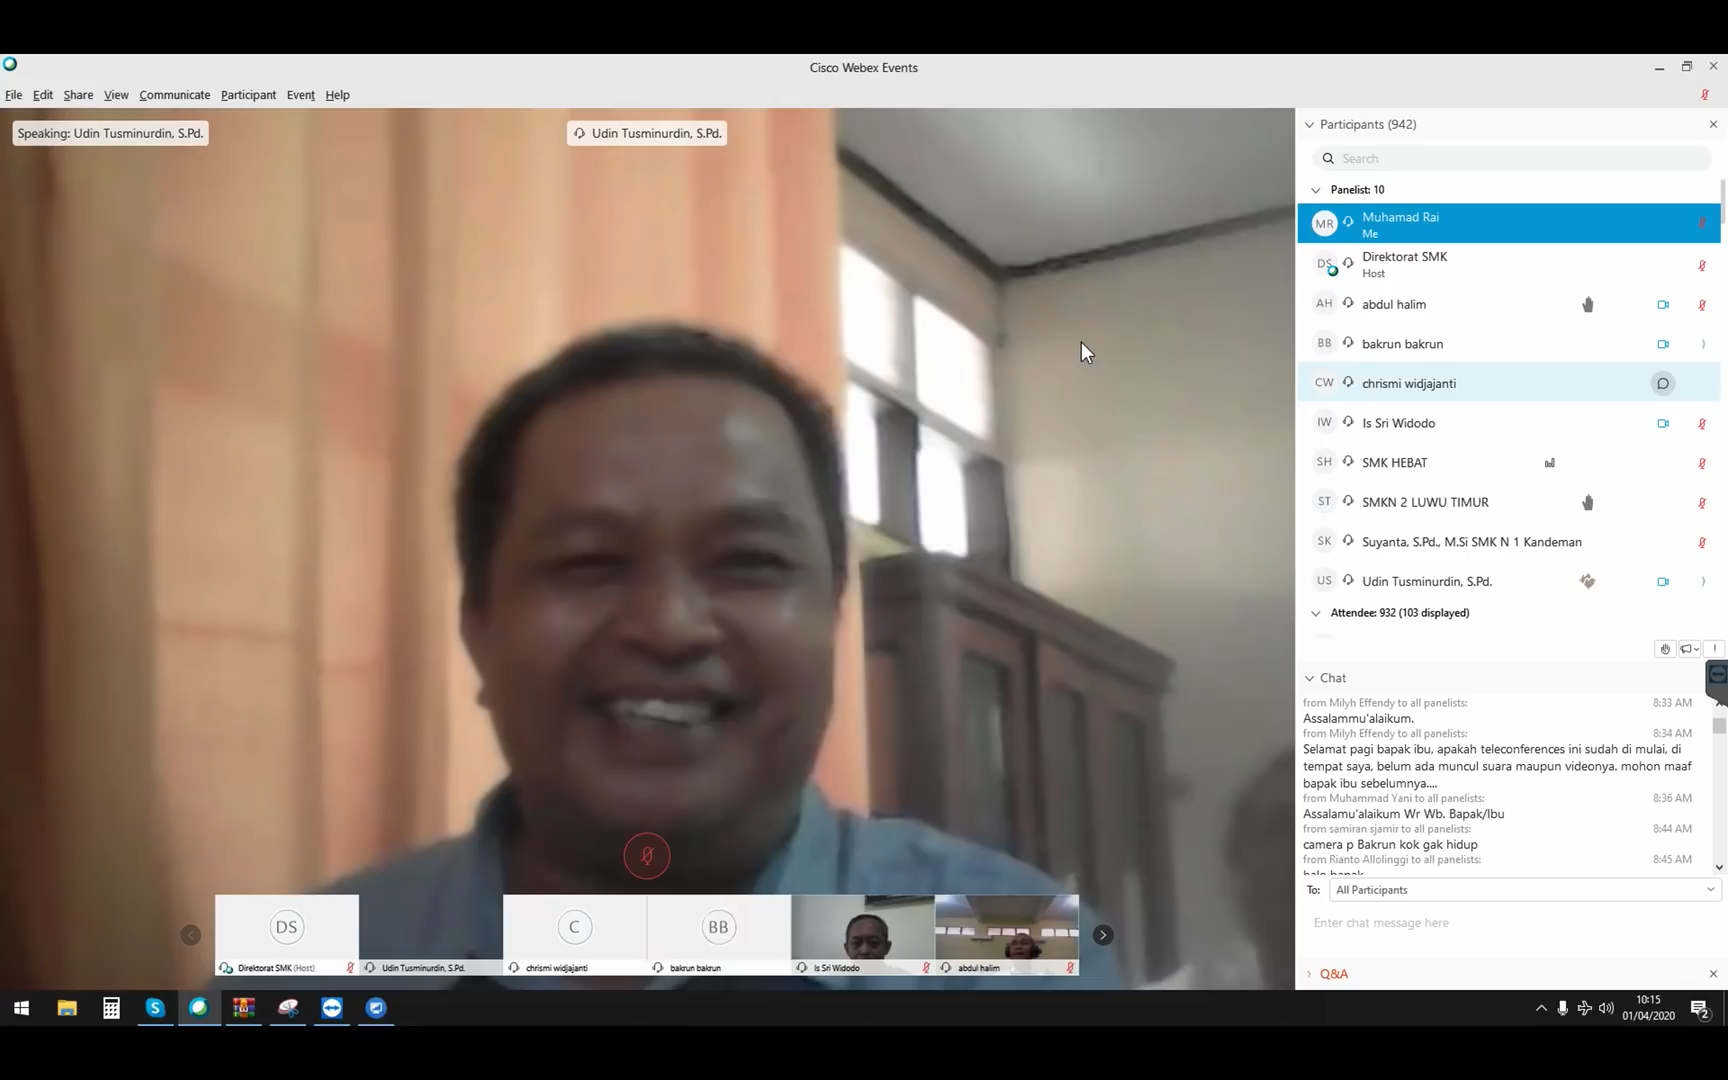 Cisco Webex Events
File Edit Share View Communicate Participant Event Help
Speaking: Udin Tusminurdin, S.Pd.
Udin Tusminurdin, S.Pd.
Participants (942)
Search
Panelist: 10
MR Muhamad Rai
Me
DS Direktorat SMK
Host
AH abdul halim
BB bakrun bakrun
CW chrismi widjajanti
IW Is Sri Widodo
SH SMK HEBAT
ST SMKN 2 LUWU TIMUR
SK Suyanta, S.Pd., M.Si SMK N 1 Kandeman
US Udin Tusminurdin, S.Pd.
Attendee: 932 (103 displayed)
Chat
from Milyh Effendy to all panelists: 8:33 AM
Assalammu'alaikum.
from Milyh Effendy to all panelists: 8:34 AM
Selamat pagi bapak ibu, apakah teleconferences ini sudah di mulai, di
tempat saya, belum ada muncul suara maupun videonya. mohon maaf
bapak ibu sebelumnya....
from Muhammad Yani to all panelists: 8:36 AM
Assalamu'alaikum Wr Wb. Bapak/Ibu
from samiran sjamir to all panelists: 8:44 AM
camera p Bakrun kok gak hidup
from Rianto Allolinggi to all panelists: 8:45 AM
To: All Participants
Enter chat message here
Q&A
DS
C
BB
Direktorat SMK (Host)
Udin Tusminurdin, S.Pd.
chrismi widjajanti
bakrun bakrun
Is Sri Widodo
abdul halim
10:15
01/04/2020
2